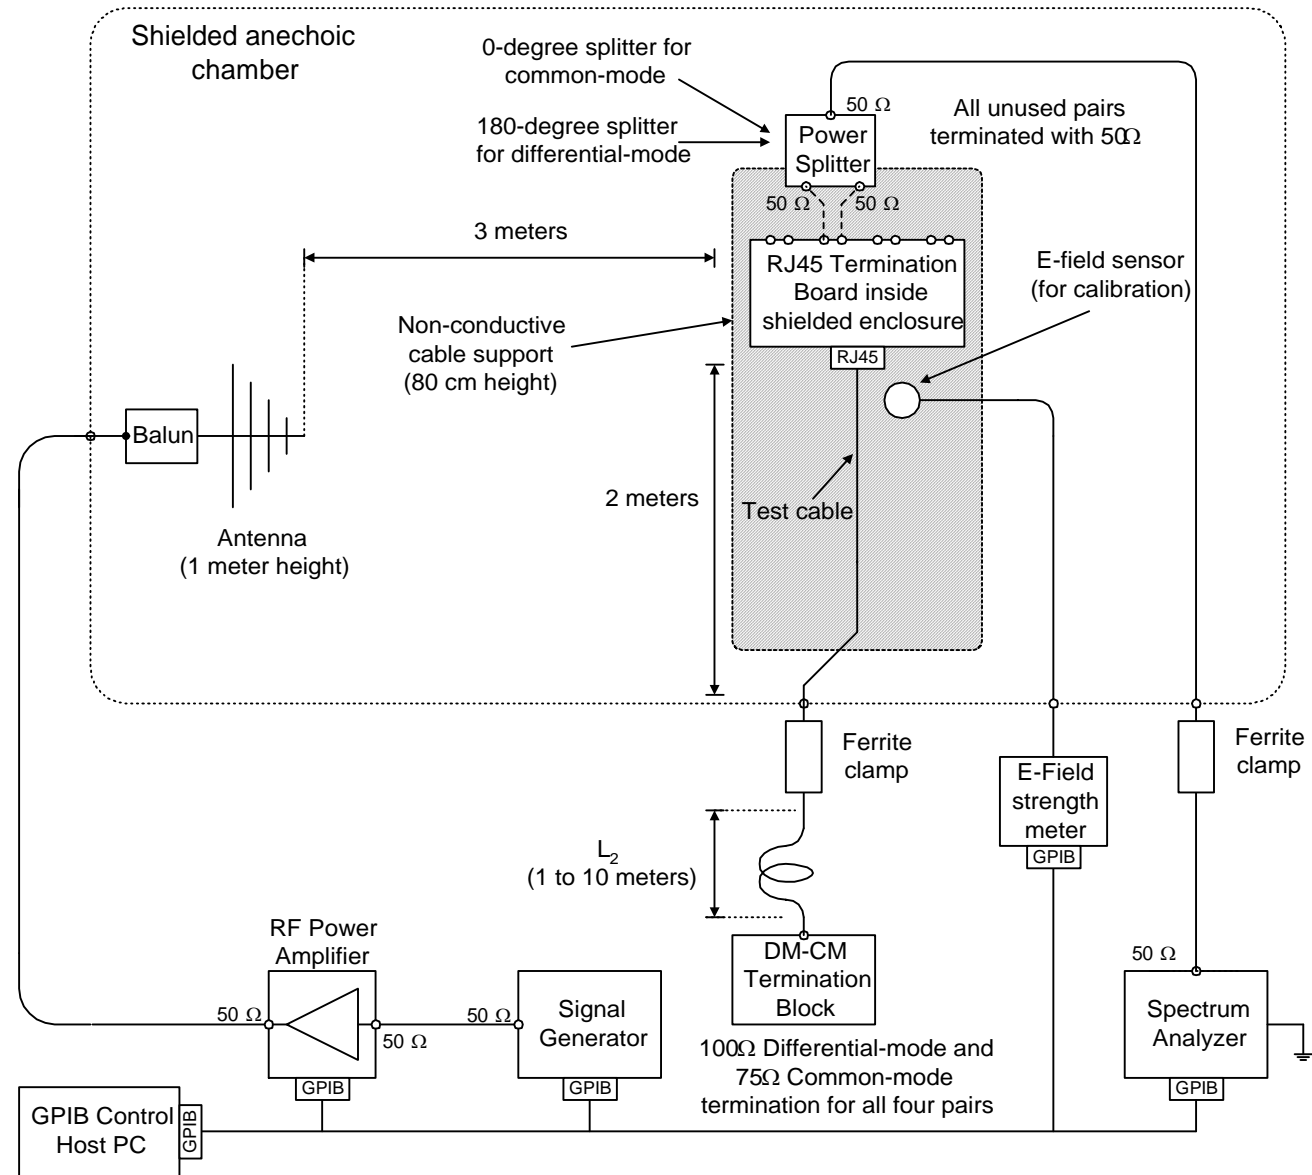 Shielded anechoic
chamber
0-degree splitter for
common-mode
180-degree splitter
for differential-mode
50 Ω
Power
Splitter
All unused pairs
terminated with 50Ω
50 Ω
50 Ω
3 meters
RJ45 Termination
Board inside
shielded enclosure
RJ45
E-field sensor
(for calibration)
Non-conductive
cable support
(80 cm height)
Balun
Antenna
(1 meter height)
2 meters
Test cable
Ferrite
clamp
Ferrite
clamp
E-Field
strength
meter
GPIB
L2
(1 to 10 meters)
DM-CM
Termination
Block
100Ω Differential-mode and
75Ω Common-mode
termination for all four pairs
RF Power
Amplifier
50 Ω
50 Ω
GPIB
50 Ω
Signal
Generator
GPIB
50 Ω
Spectrum
Analyzer
GPIB
GPIB Control
Host PC
GPIB